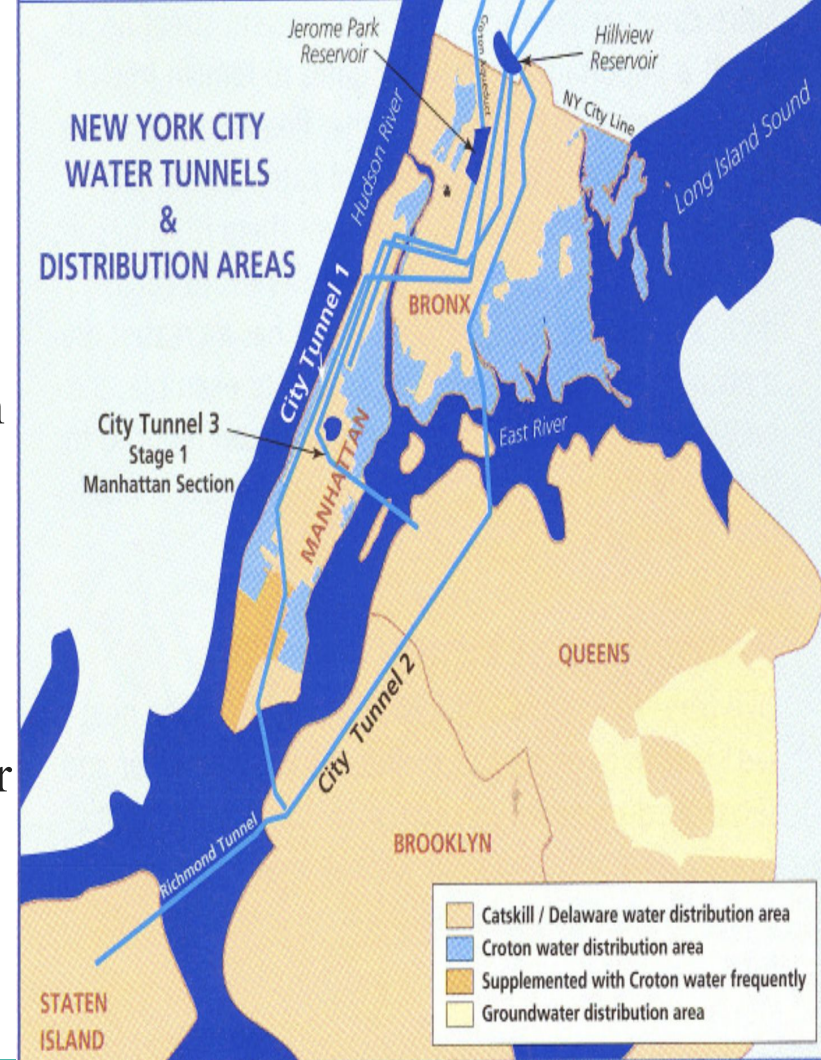 Jerome Park
Reservoir
Croton Aqueduct
Hillview
Reservoir
NY City Line
NEW YORK CITY
WATER TUNNELS
&
DISTRIBUTION AREAS
Hudson River
Long Island Sound
City Tunnel 1
BRONX
City Tunnel 3
Stage 1
Manhattan Section
MANHATTAN
East River
QUEENS
City Tunnel 2
r
BROOKLYN
Richmond Tunnel
STATEN
ISLAND
Catskill / Delaware water distribution area
Croton water distribution area
Supplemented with Croton water frequently
Groundwater distribution area